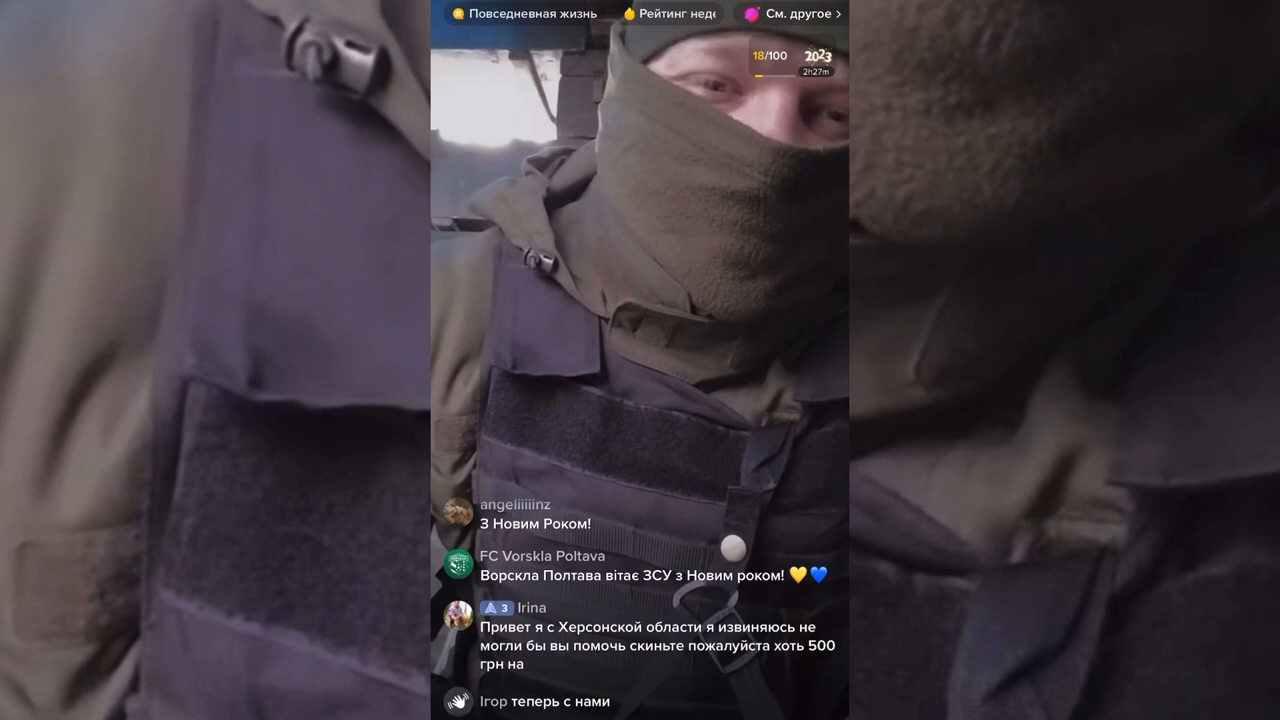 Повседневная жизнь
Рейтинг неде
См. другое >
18/100
2023
2h27m
angeliiiiinz
З Новим Роком!
FC Vorskla Poltava
Ворскла Полтава вітає ЗСУ з Новим роком! 💛💙
3 Irina
Привет я с Херсонской области я извиняюсь не
могли бы вы помочь скиньте пожалуйста хоть 500
грн на
Ігор теперь с нами